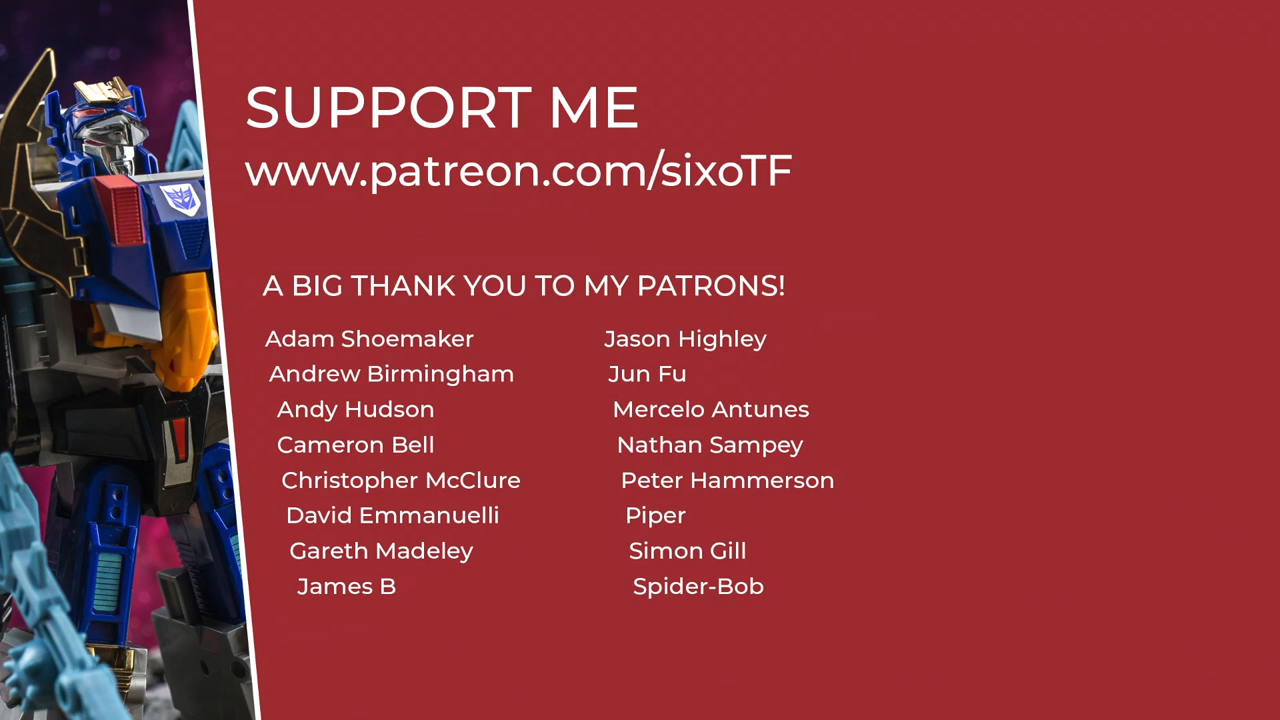 SUPPORT ME
www.patreon.com/sixoTF
A BIG THANK YOU TO MY PATRONS!
Adam Shoemaker
Andrew Birmingham
Andy Hudson
Cameron Bell
Christopher McClure
David Emmanuelli
Gareth Madeley
James B
Jason Highley
Jun Fu
Mercelo Antunes
Nathan Sampey
Peter Hammerson
Piper
Simon Gill
Spider-Bob